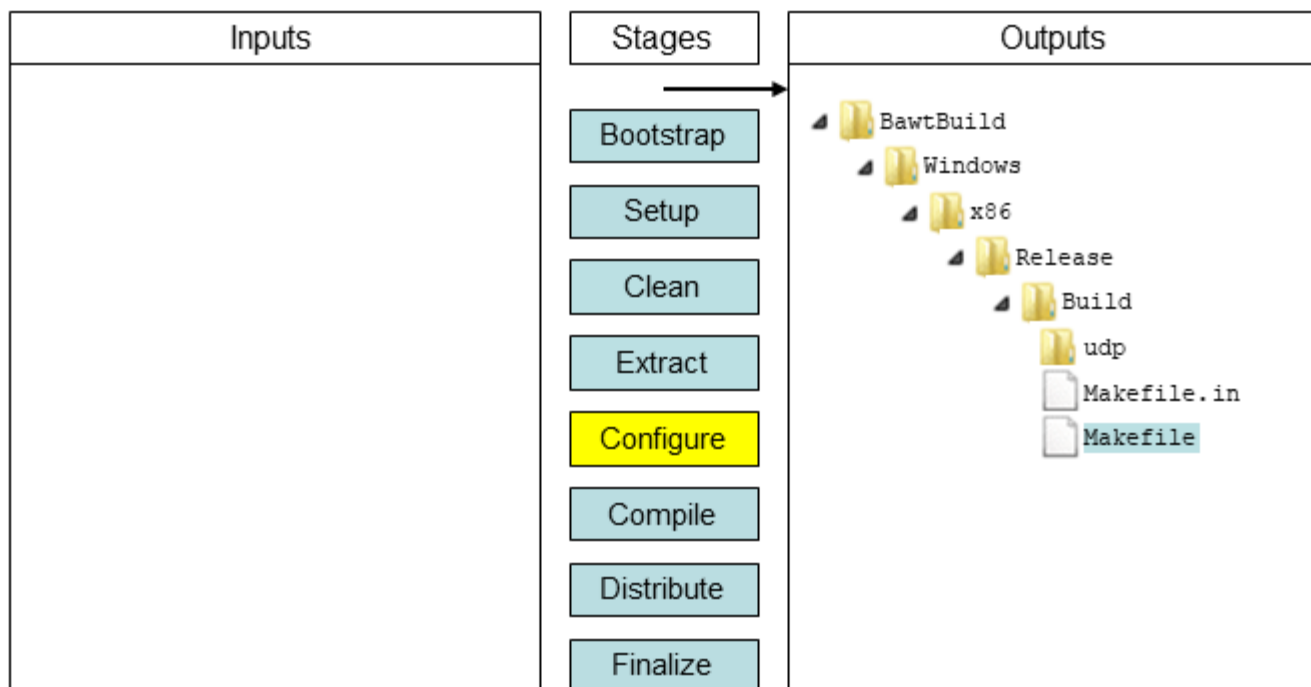 Inputs
Stages
Bootstrap
Setup
Clean
Extract
Configure
Compile
Distribute
Finalize
Outputs
BawtBuild
Windows
x86
Release
Build
udp
Makefile.in
Makefile